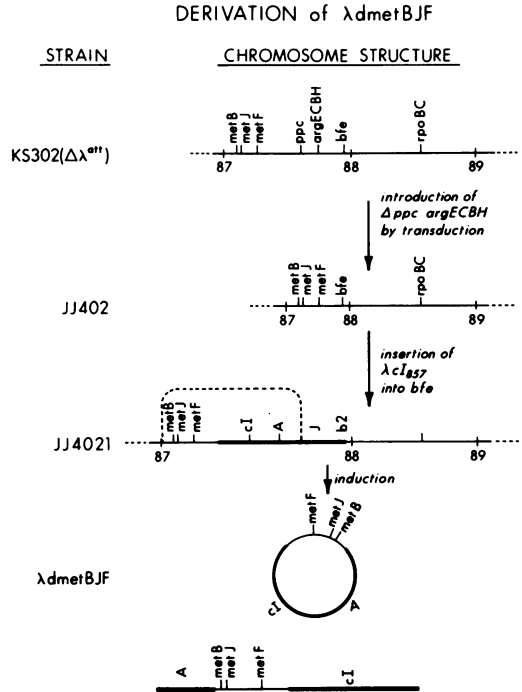 DERIVATION of λdmetBJF
STRAIN CHROMOSOME STRUCTURE
metB metJ metF ppc argECBH bfe rpoBC
KS302(Δλatt)
87 88 89
introduction of
Δppc argECBH
by transduction
metB metJ metF bfe rpoBC
JJ402
87 88 89
insertion of
λcI857
into bfe
metB metJ metF cI A J b2
JJ4021
87 88 89
induction
metF metJ metB
λdmetBJF
cI A
A metB metJ metF cI